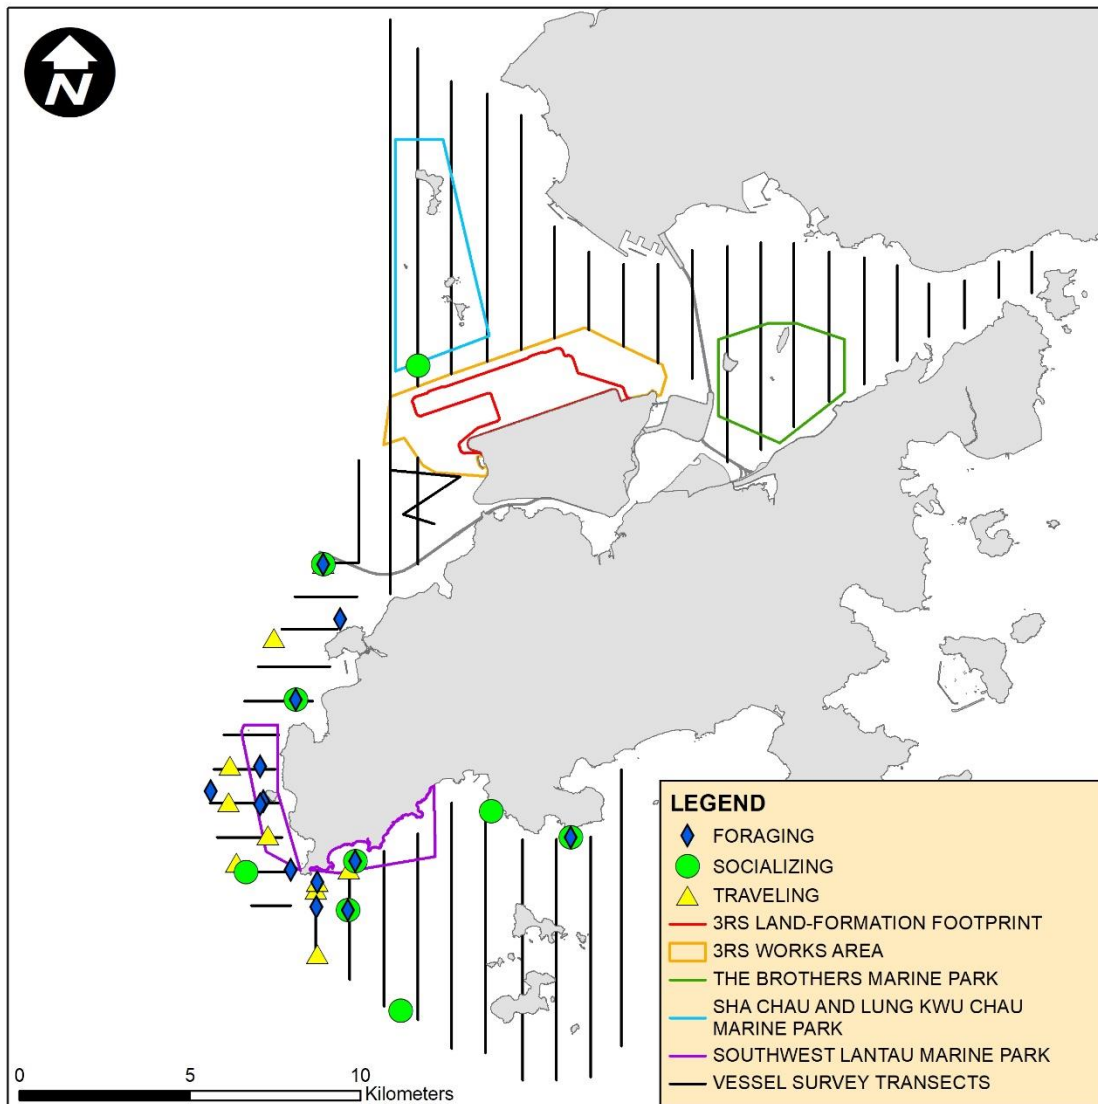 N
LEGEND
FORAGING
SOCIALIZING
TRAVELING
3RS LAND-FORMATION FOOTPRINT
3RS WORKS AREA
THE BROTHERS MARINE PARK
SHA CHAU AND LUNG KWU CHAU
MARINE PARK
SOUTHWEST LANTAU MARINE PARK
VESSEL SURVEY TRANSECTS
0 5 10
Kilometers